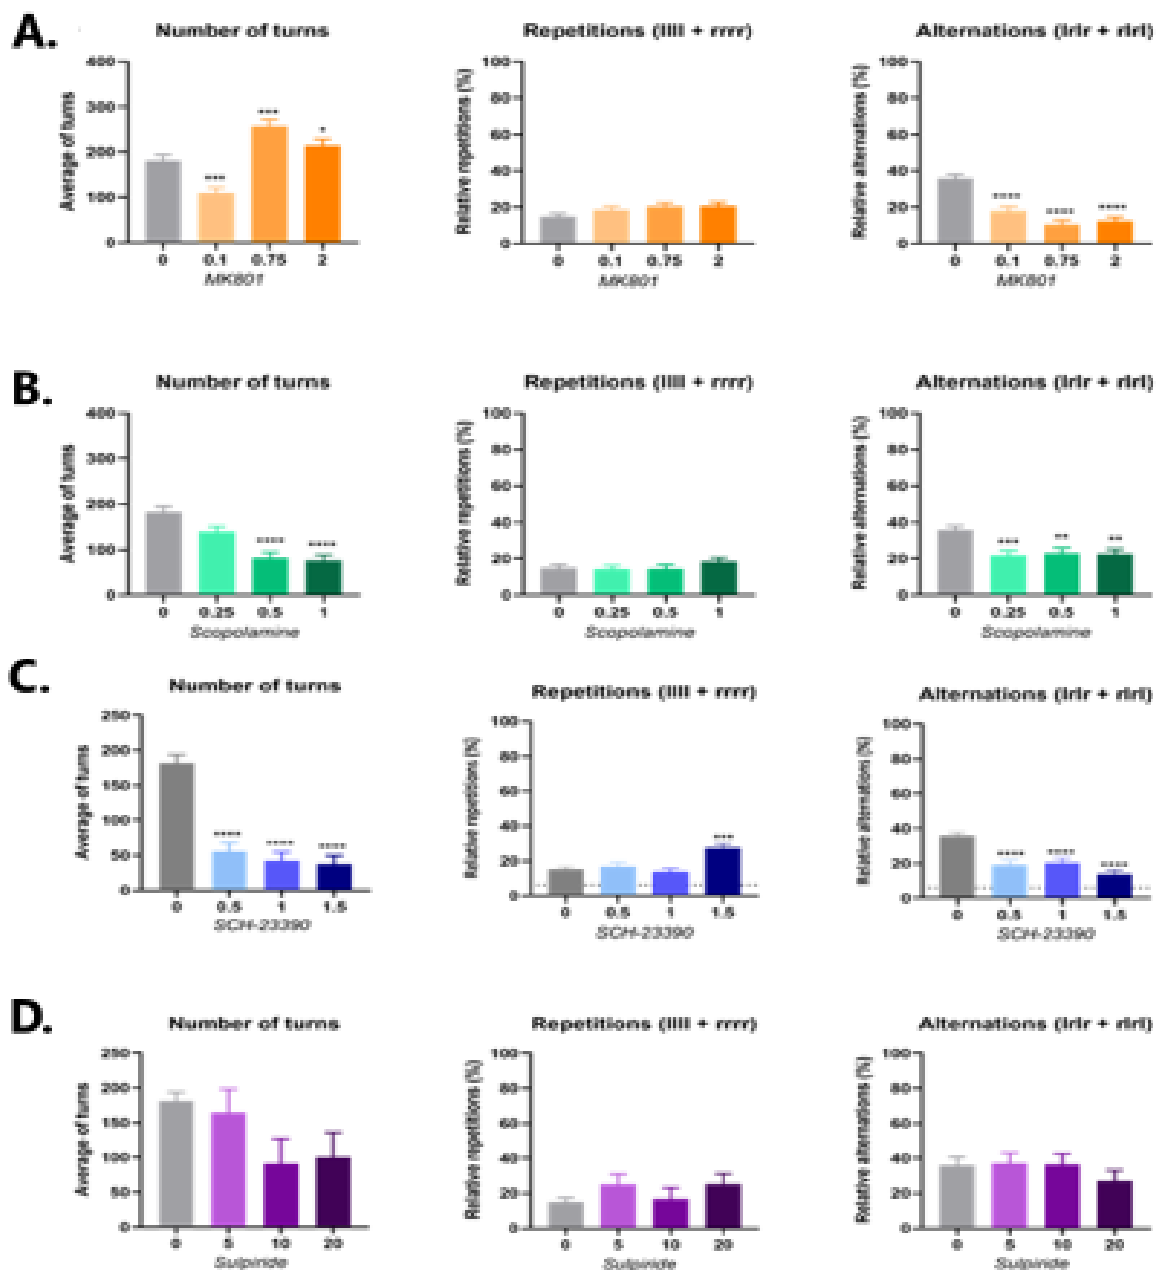 A.
Number of turns
Average of turns
400
300
200
100
0
***
***
*
0 0.1 0.75 2
MK801
Repetitions (llll + rrrr)
Relative repetitions (%)
100
80
60
40
20
0
0 0.1 0.75 2
MK801
Alternations (lrlr + rlrl)
Relative alternations (%)
100
80
60
40
20
0
****
****
****
0 0.1 0.75 2
MK801
B.
Number of turns
Average of turns
400
300
200
100
0
****
****
0 0.25 0.5 1
Scopolamine
Repetitions (llll + rrrr)
Relative repetitions (%)
100
80
60
40
20
0
0 0.25 0.5 1
Scopolamine
Alternations (lrlr + rlrl)
Relative alternations (%)
100
80
60
40
20
0
***
**
**
0 0.25 0.5 1
Scopolamine
C.
Number of turns
Average of turns
250
200
150
100
50
0
****
****
****
0 0.5 1 1.5
SCH-23390
Repetitions (llll + rrrr)
Relative repetitions (%)
100
80
60
40
20
0
***
0 0.5 1 1.5
SCH-23390
Alternations (lrlr + rlrl)
Relative alternations (%)
100
80
60
40
20
0
****
****
****
0 0.5 1 1.5
SCH-23390
D.
Number of turns
Average of turns
250
200
150
100
50
0
0 5 10 20
Sulpiride
Repetitions (llll + rrrr)
Relative repetitions (%)
100
80
60
40
20
0
0 5 10 20
Sulpiride
Alternations (lrlr + rlrl)
Relative alternations (%)
100
80
60
40
20
0
0 5 10 20
Sulpiride